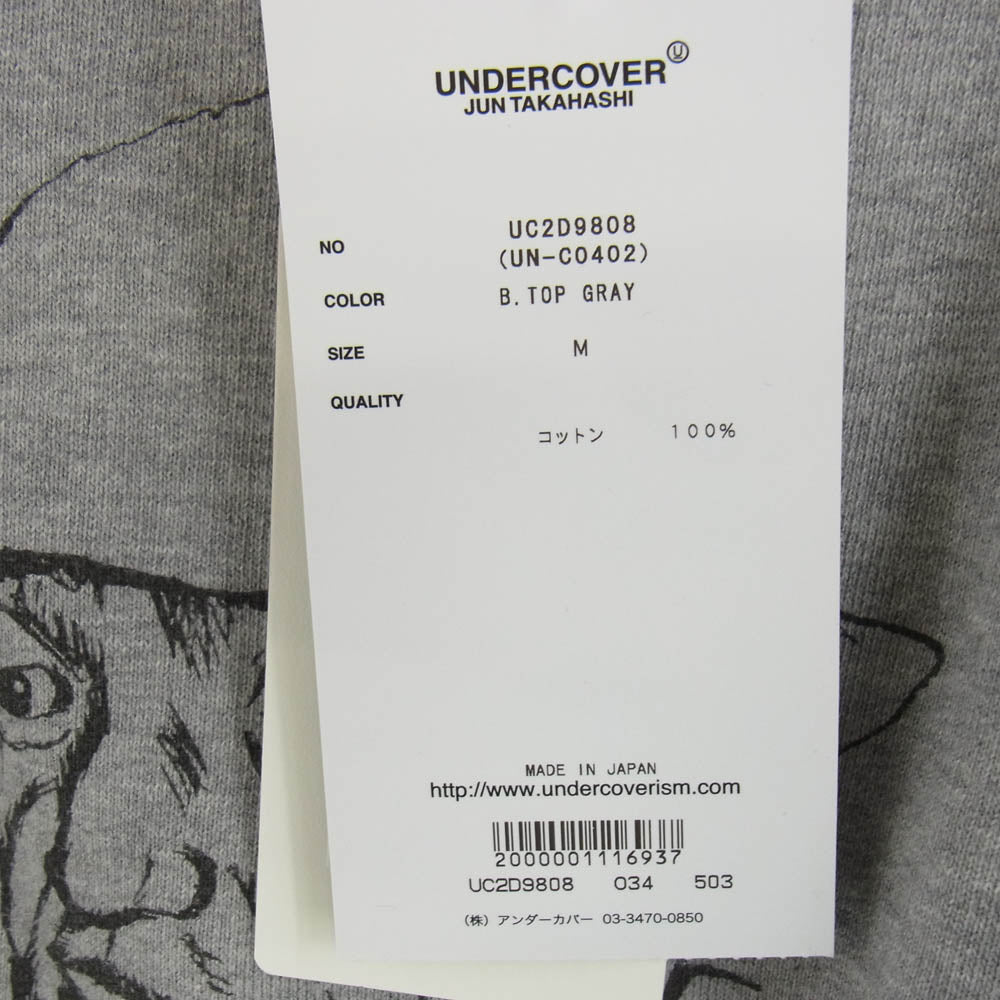 UNDERCOVER Ⓤ
JUN TAKAHASHI
NO UC2D9808
(UN-C0402)
COLOR B.TOP GRAY
SIZE M
QUALITY
コットン 100%
MADE IN JAPAN
http://www.undercoverism.com
2000001116937
UC2D9808 034 503
(株) アンダーカバー 03-3470-0850